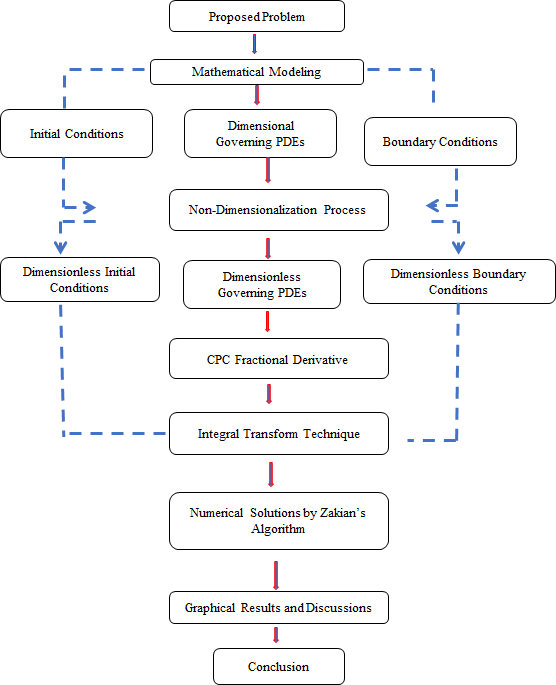 Proposed Problem
Mathematical Modeling
Initial Conditions
Dimensional
Governing PDEs
Boundary Conditions
Non-Dimensionalization Process
Dimensionless Initial
Conditions
Dimensionless
Governing PDEs
Dimensionless Boundary
Conditions
CPC Fractional Derivative
Integral Transform Technique
Numerical Solutions by Zakian’s
Algorithm
Graphical Results and Discussions
Conclusion